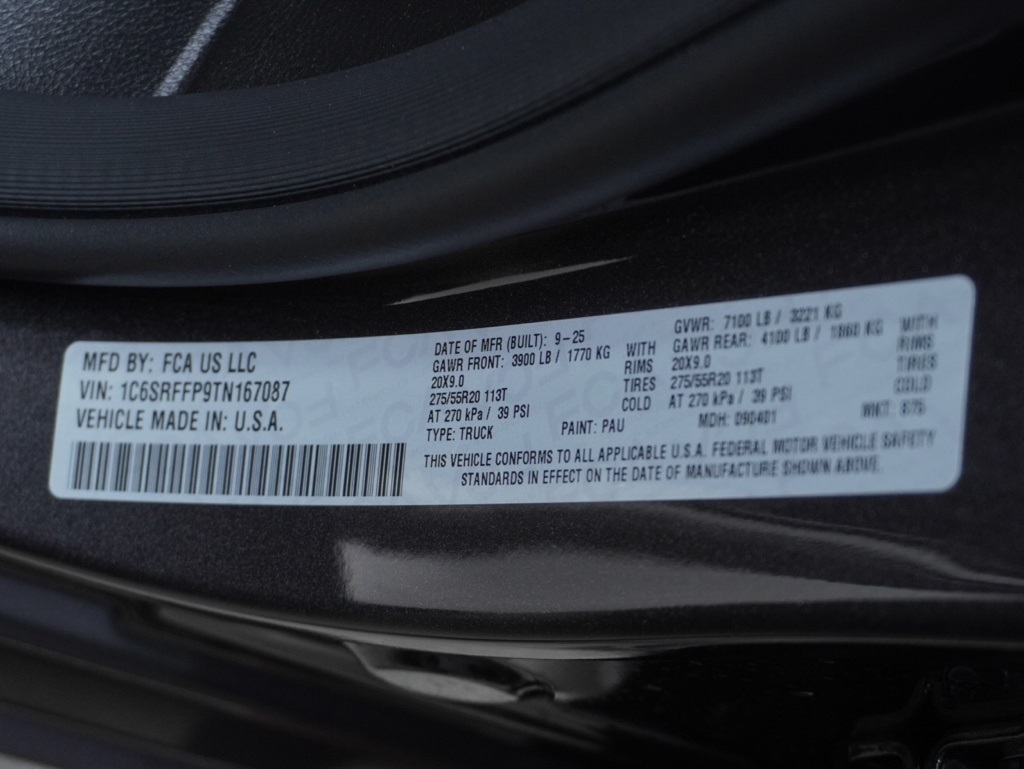 MFD BY: FCA US LLC
VIN: 1C6SRFFP9TN167087
VEHICLE MADE IN: U.S.A.
DATE OF MFR (BUILT): 9-25
GAWR FRONT: 3900 LB / 1770 KG WITH
20X9.0 RIMS
275/55R20 113T TIRES
AT 270 kPa / 39 PSI COLD
TYPE: TRUCK PAINT: PAU
GVWR: 7100 LB / 3221 KG
GAWR REAR: 4100 LB / 1860 KG WITH
20X9.0 RIMS
275/55R20 113T TIRES
AT 270 kPa / 39 PSI COLD
MDH: 090401
THIS VEHICLE CONFORMS TO ALL APPLICABLE U.S.A. FEDERAL MOTOR VEHICLE SAFETY
STANDARDS IN EFFECT ON THE DATE OF MANUFACTURE SHOWN ABOVE.